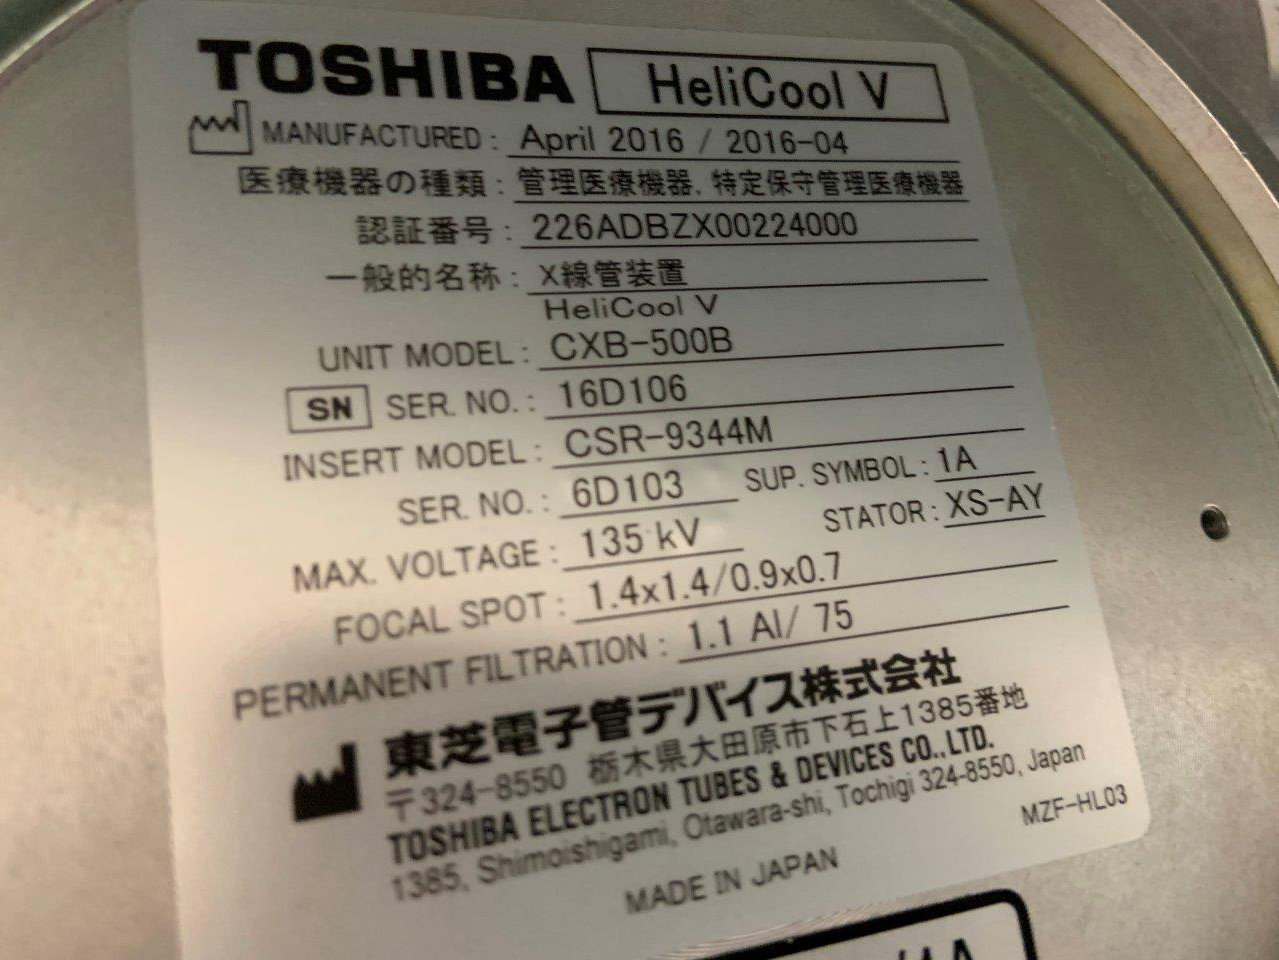 TOSHIBA HeliCool V
MANUFACTURED : April 2016 / 2016-04
医療機器の種類 : 管理医療機器, 特定保守管理医療機器
認証番号 : 226ADBZX00224000
一般的名称 : X線管装置
HeliCool V
UNIT MODEL : CXB-500B
SN SER. NO. : 16D106
INSERT MODEL : CSR-9344M
SER. NO. : 6D103 SUP. SYMBOL : 1A
MAX. VOLTAGE : 135 kV STATOR : XS-AY
FOCAL SPOT : 1.4x1.4/0.9x0.7
PERMANENT FILTRATION : 1.1 Al/ 75
東芝電子管デバイス株式会社
〒324-8550 栃木県大田原市下石上1385番地
TOSHIBA ELECTRON TUBES & DEVICES CO.,LTD.
1385, Shimoishigami, Otawara-shi, Tochigi 324-8550, Japan
MZF-HL03
MADE IN JAPAN